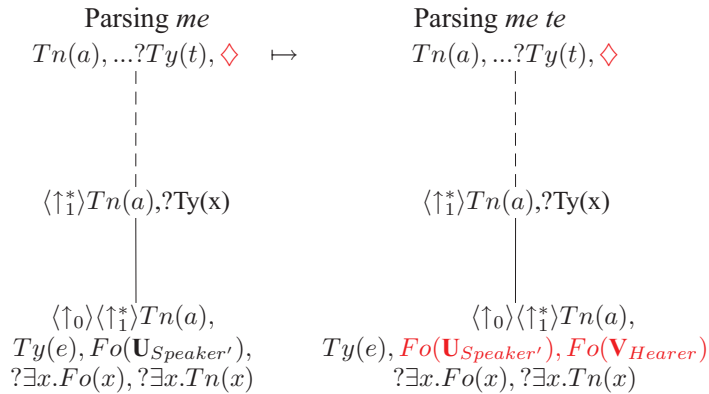 Parsing me Parsing me te
Tn(a), ...?Ty(t), ♢ ↦ Tn(a), ...?Ty(t), ♢
⟨↑*₁⟩Tn(a),?Ty(x) ⟨↑*₁⟩Tn(a),?Ty(x)
⟨↑₀⟩⟨↑*₁⟩Tn(a), ⟨↑₀⟩⟨↑*₁⟩Tn(a),
Ty(e), Fo(U_Speaker′), Ty(e), Fo(U_Speaker′), Fo(V_Hearer)
?∃x.Fo(x), ?∃x.Tn(x) ?∃x.Fo(x), ?∃x.Tn(x)